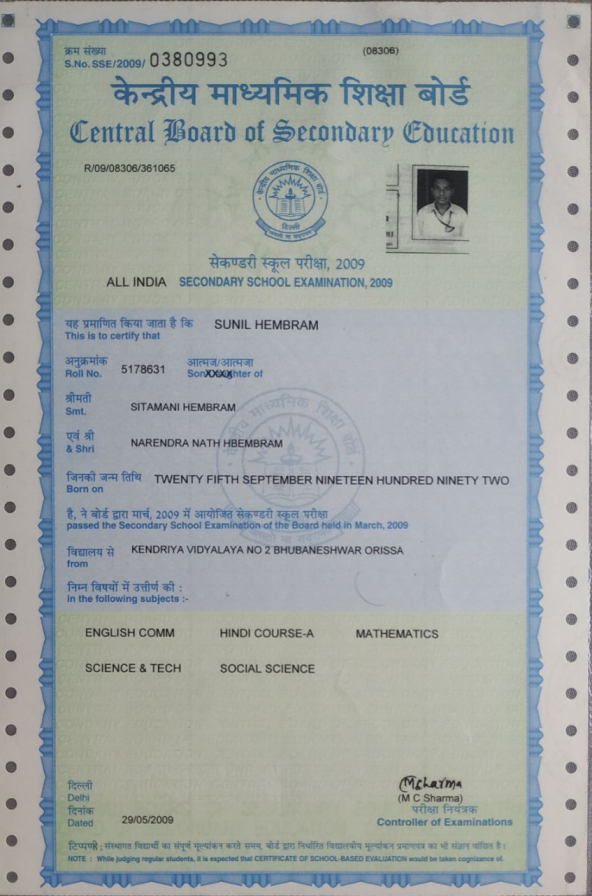 क्रम संख्या
S.No. SSE/2009/ 0380993 (08306)
केन्द्रीय माध्यमिक शिक्षा बोर्ड
Central Board of Secondary Education
R/09/08306/361065
केन्द्रीय माध्यमिक शिक्षा बोर्ड
दिल्ली
सेकण्डरी स्कूल परीक्षा, 2009
ALL INDIA SECONDARY SCHOOL EXAMINATION, 2009
यह प्रमाणित किया जाता है कि SUNIL HEMBRAM
This is to certify that
अनुक्रमांक 5178631 आत्मज/आत्मजा
Roll No. SonXXXXhter of
श्रीमती
Smt. SITAMANI HEMBRAM
एवं श्री
& Shri NARENDRA NATH HBEMBRAM
जिनकी जन्म तिथि TWENTY FIFTH SEPTEMBER NINETEEN HUNDRED NINETY TWO
Born on
है, ने बोर्ड द्वारा मार्च, 2009 में आयोजित सेकण्डरी स्कूल परीक्षा
passed the Secondary School Examination of the Board held in March, 2009
विद्यालय से KENDRIYA VIDYALAYA NO 2 BHUBANESHWAR ORISSA
from
निम्न विषयों में उत्तीर्ण की :
in the following subjects :-
ENGLISH COMM HINDI COURSE-A MATHEMATICS
SCIENCE & TECH SOCIAL SCIENCE
दिल्ली
Delhi
MCSharma
(M C Sharma)
दिनांक परीक्षा नियंत्रक
Dated 29/05/2009 Controller of Examinations
टिप्पणी : संस्थागत विद्यार्थी का संपूर्ण मूल्यांकन करते समय, बोर्ड द्वारा निर्धारित विद्यालयीय मूल्यांकन प्रमाणपत्र का भी संज्ञान वांछित है।
NOTE : While judging regular students, it is expected that CERTIFICATE OF SCHOOL-BASED EVALUATION would be taken cognizance of.